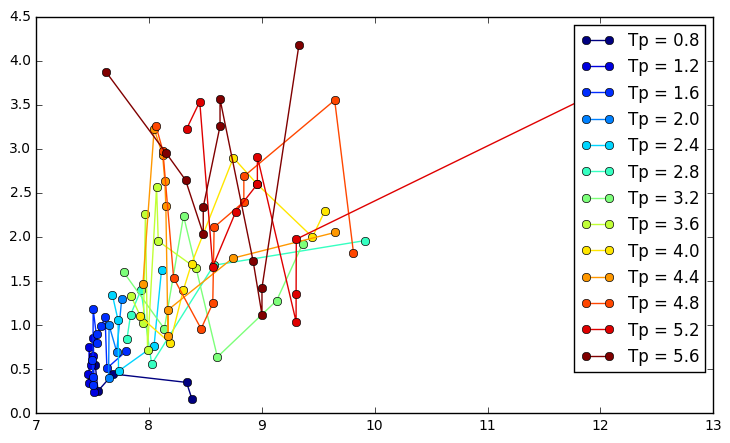 4.5
4.0
3.5
3.0
2.5
2.0
1.5
1.0
0.5
0.0
7 8 9 10 11 12 13
Tp = 0.8
Tp = 1.2
Tp = 1.6
Tp = 2.0
Tp = 2.4
Tp = 2.8
Tp = 3.2
Tp = 3.6
Tp = 4.0
Tp = 4.4
Tp = 4.8
Tp = 5.2
Tp = 5.6